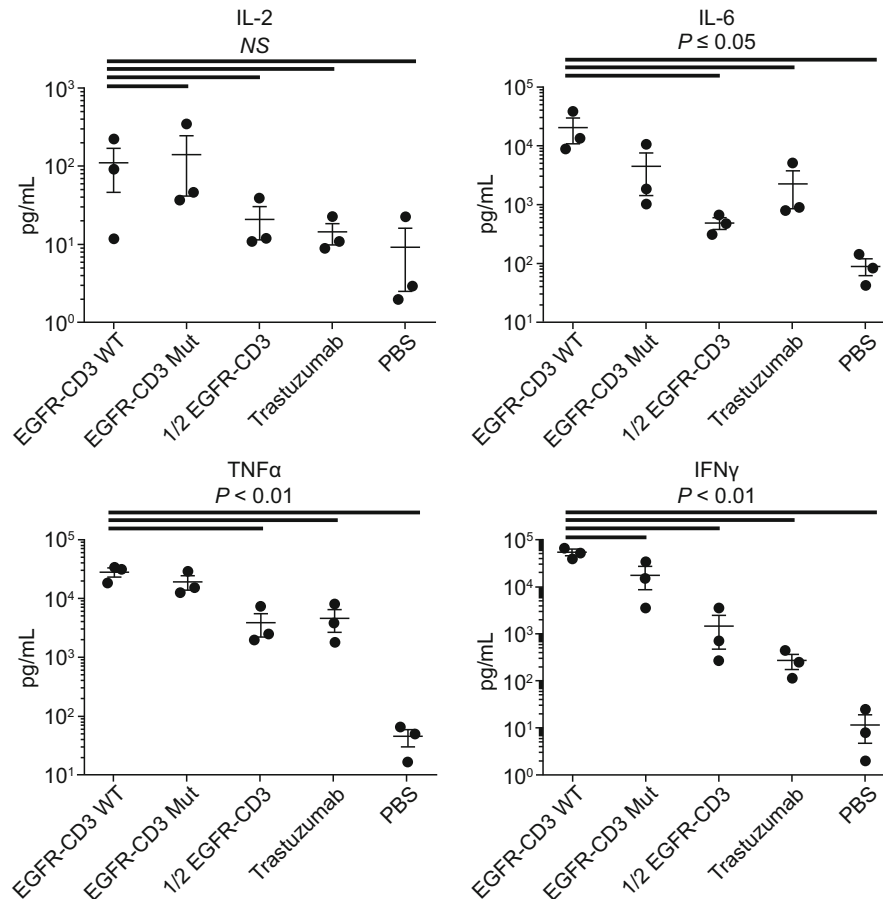 IL-2
NS
pg/mL
10³
10²
10¹
10⁰
EGFR-CD3 WT
EGFR-CD3 Mut
1/2 EGFR-CD3
Trastuzumab
PBS
IL-6
P ≤ 0.05
pg/mL
10⁵
10⁴
10³
10²
10¹
EGFR-CD3 WT
EGFR-CD3 Mut
1/2 EGFR-CD3
Trastuzumab
PBS
TNFα
P < 0.01
pg/mL
10⁵
10⁴
10³
10²
10¹
EGFR-CD3 WT
EGFR-CD3 Mut
1/2 EGFR-CD3
Trastuzumab
PBS
IFNγ
P < 0.01
pg/mL
10⁵
10⁴
10³
10²
10¹
10⁰
EGFR-CD3 WT
EGFR-CD3 Mut
1/2 EGFR-CD3
Trastuzumab
PBS